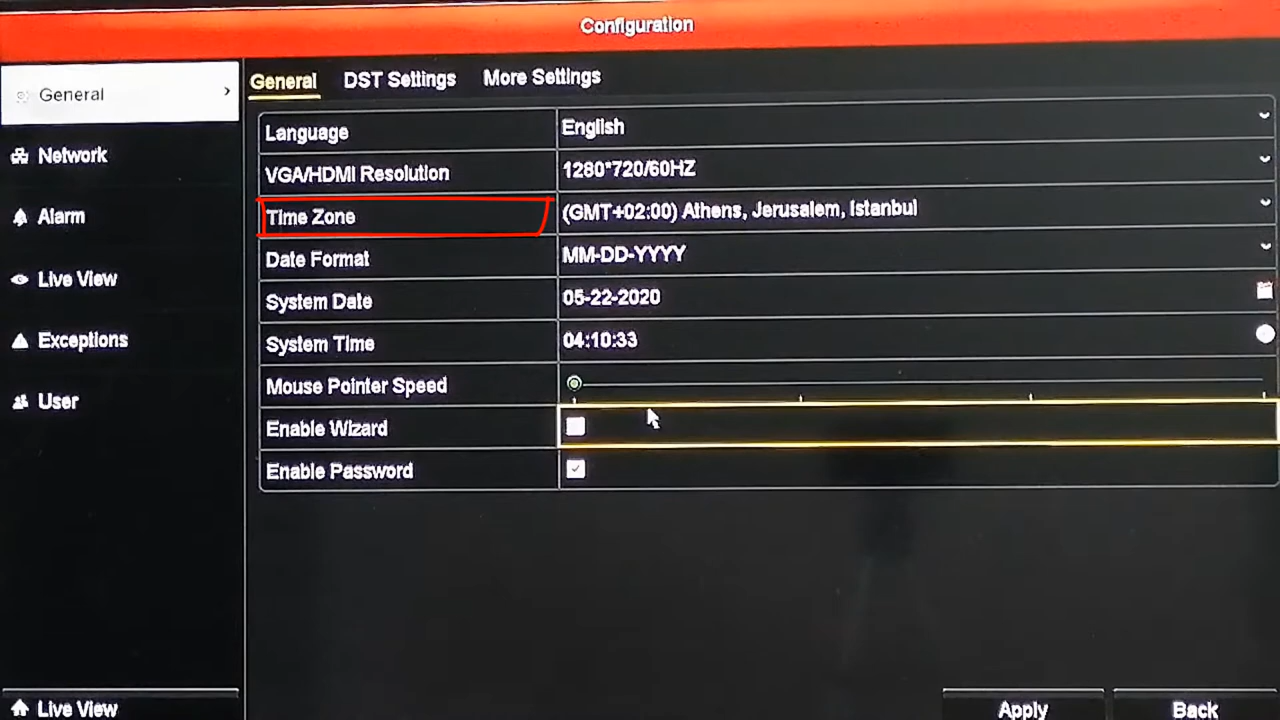 Configuration
General
Network
Alarm
Live View
Exceptions
User
Live View
General DST Settings More Settings
Language English
VGA/HDMI Resolution 1280*720/60HZ
Time Zone (GMT+02:00) Athens, Jerusalem, Istanbul
Date Format MM-DD-YYYY
System Date 05-22-2020
System Time 04:10:33
Mouse Pointer Speed
Enable Wizard
Enable Password
Apply Back